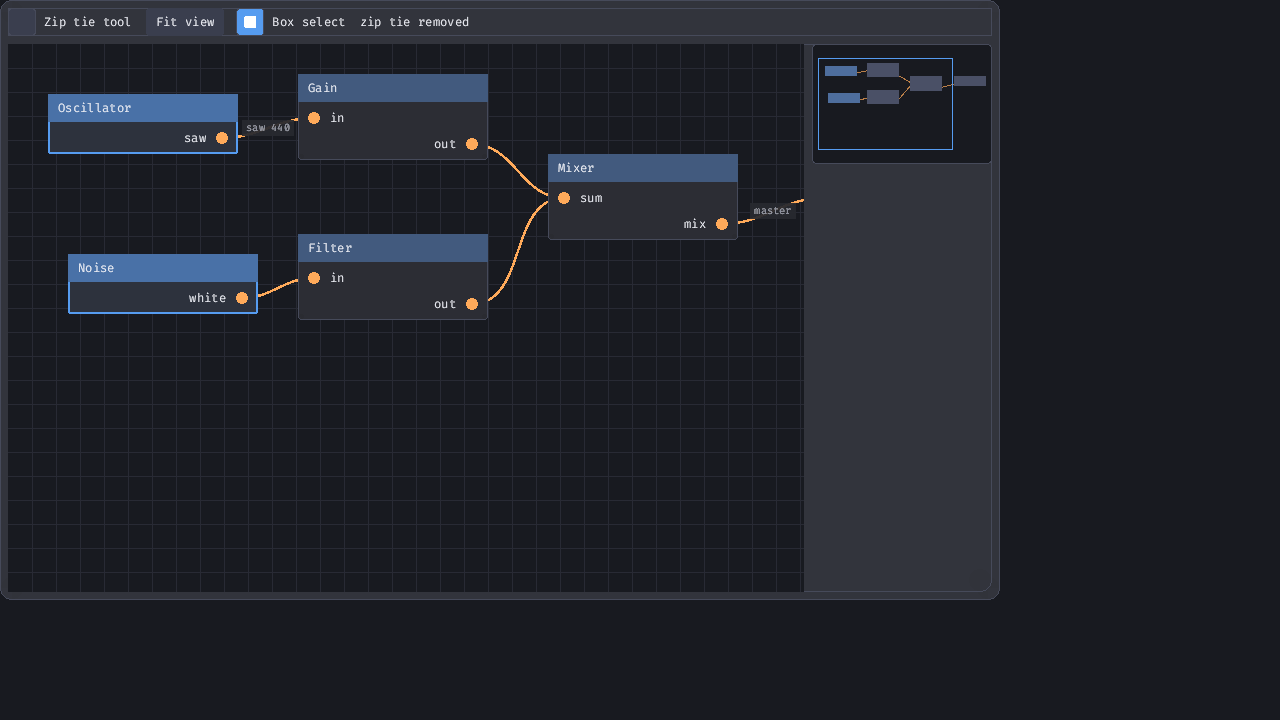 Zip tie tool Fit view Box select zip tie removed
Gain
Oscillator
in
saw 440
saw
out
Mixer
sum
master
mix
Filter
Noise
in
white
out